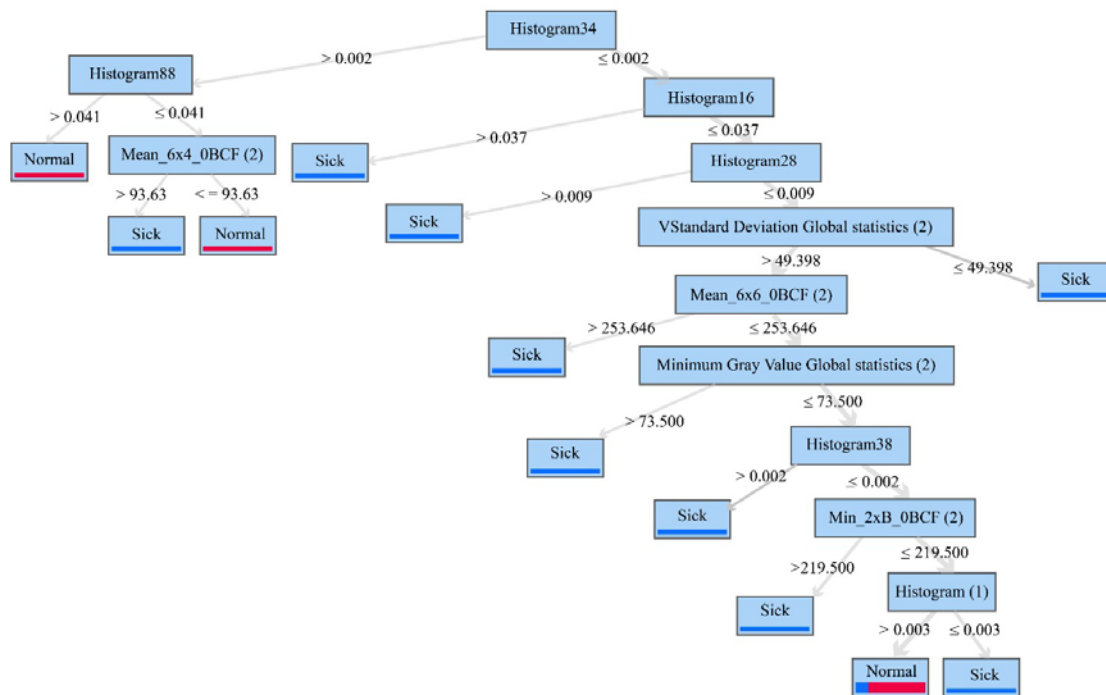 Histogram34
> 0.002
≤ 0.002
Histogram88
Histogram16
> 0.041
≤ 0.041
> 0.037
≤ 0.037
Normal
Mean_6x4_0BCF (2)
Sick
Histogram28
> 93.63
< = 93.63
> 0.009
≤ 0.009
Sick
Normal
Sick
VStandard Deviation Global statistics (2)
> 49.398
≤ 49.398
Mean_6x6_0BCF (2)
Sick
> 253.646
≤ 253.646
Sick
Minimum Gray Value Global statistics (2)
> 73.500
≤ 73.500
Sick
Histogram38
> 0.002
≤ 0.002
Sick
Min_2xB_0BCF (2)
>219.500
≤ 219.500
Sick
Histogram (1)
> 0.003
≤ 0.003
Normal
Sick